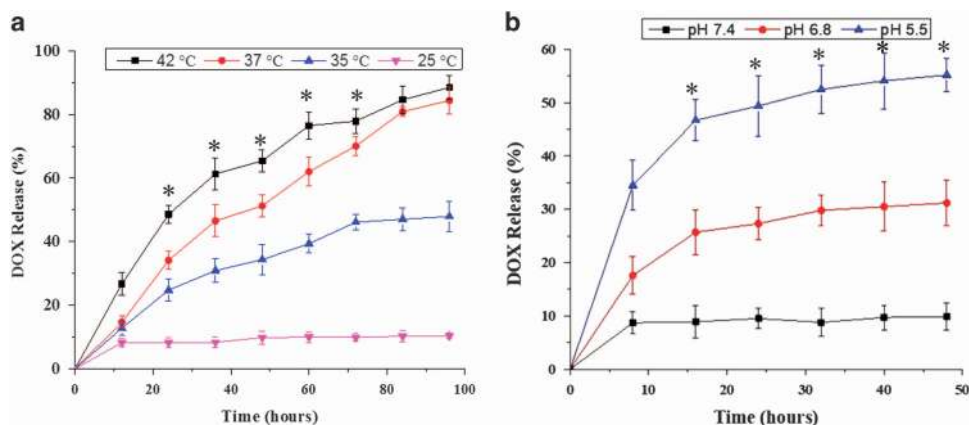 a
42 °C 37 °C 35 °C 25 °C
100
80
60
40
20
0
DOX Release (%)
* * * * *
0 20 40 60 80 100
Time (hours)
b
pH 7.4 pH 6.8 pH 5.5
60
50
40
30
20
10
0
DOX Release (%)
* * * * *
0 10 20 30 40 50
Time (hours)